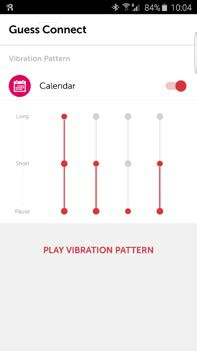 84% 10:04
Guess Connect
Vibration Pattern
Calendar
Long
Short
Pause
PLAY VIBRATION PATTERN